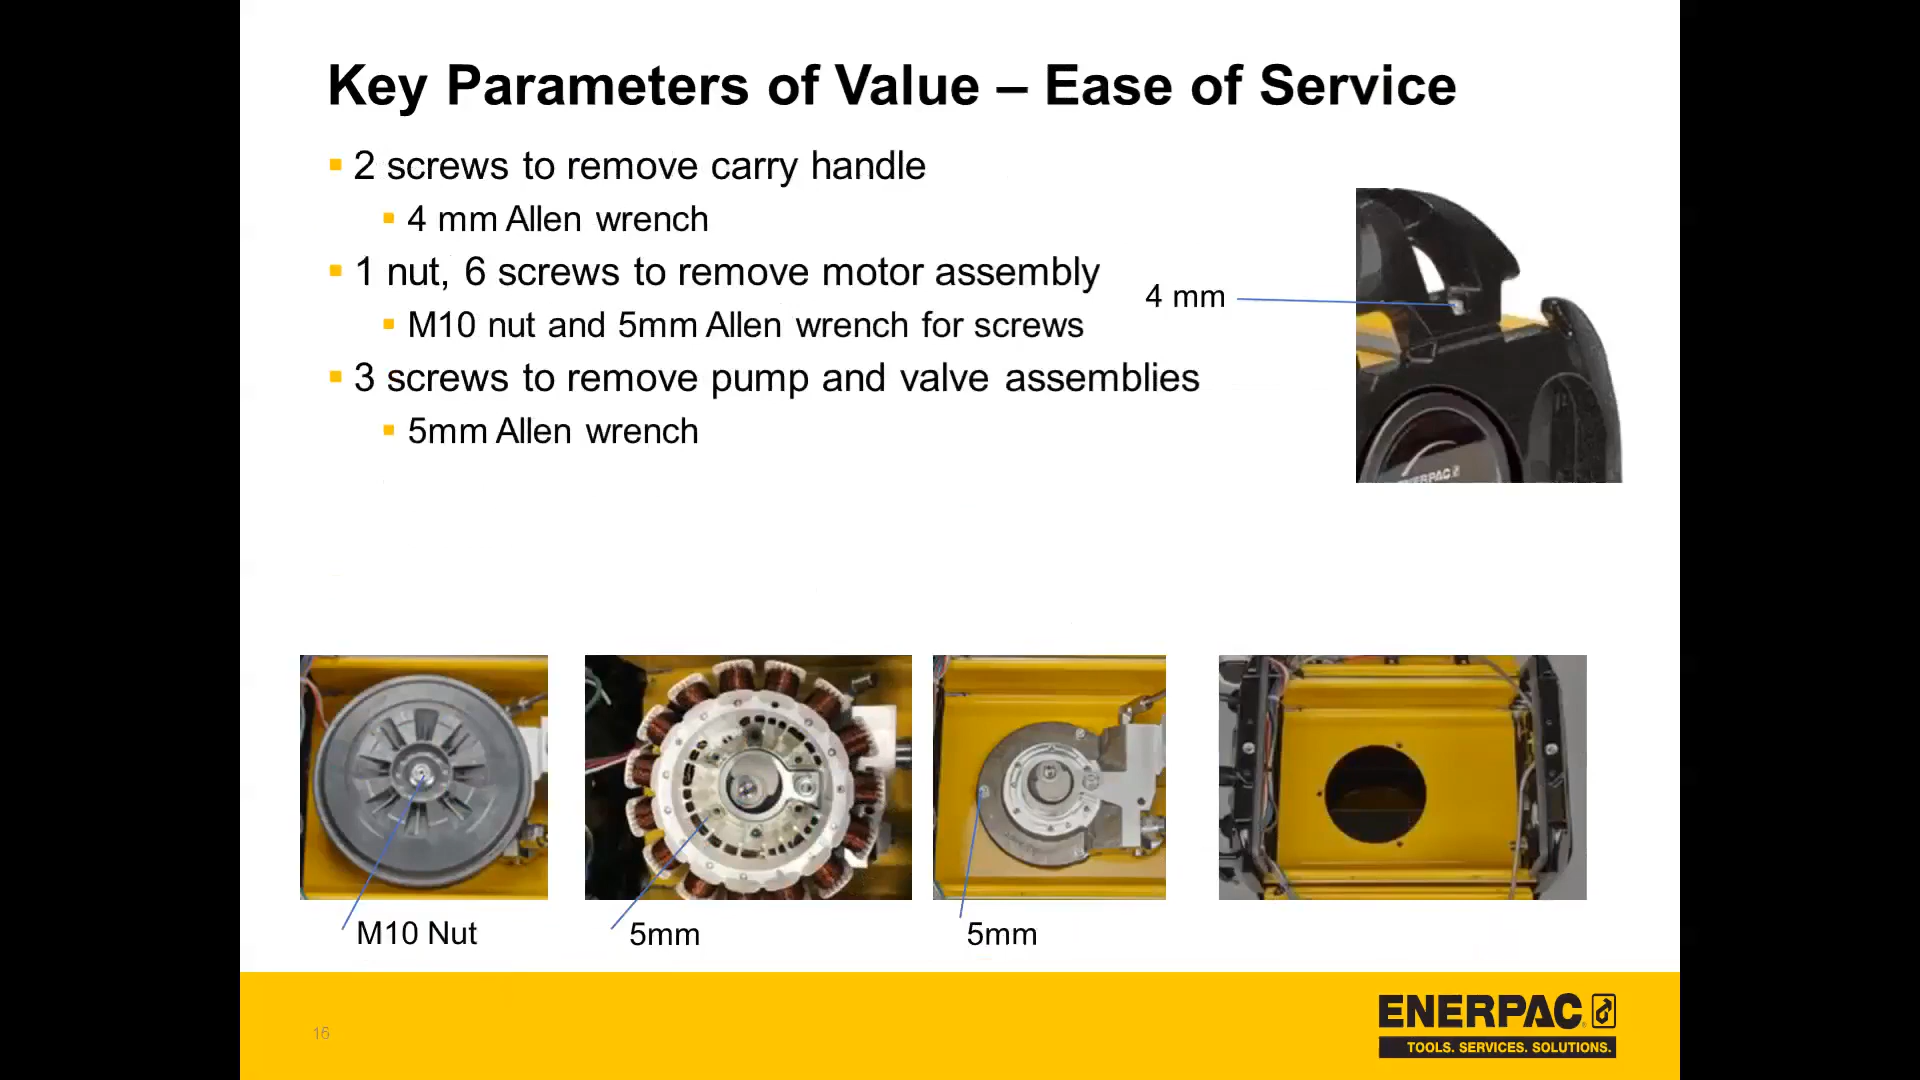 Key Parameters of Value – Ease of Service
2 screws to remove carry handle
4 mm Allen wrench
1 nut, 6 screws to remove motor assembly
M10 nut and 5mm Allen wrench for screws
3 screws to remove pump and valve assemblies
5mm Allen wrench
4 mm
ENERPAC
M10 Nut
5mm
5mm
16
ENERPAC
TOOLS. SERVICES. SOLUTIONS.